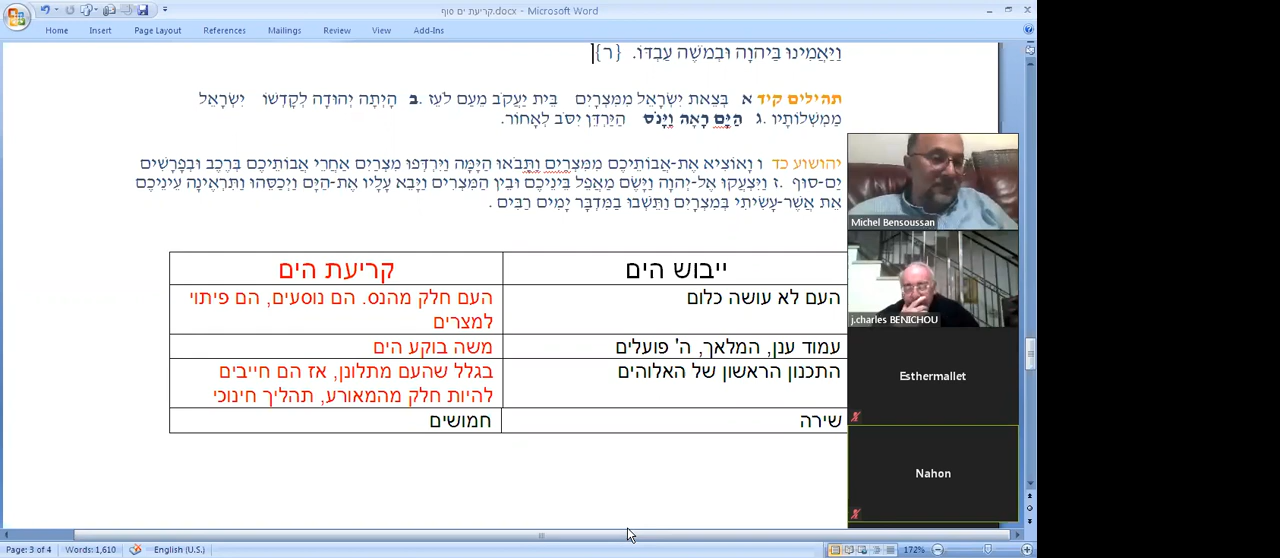 קריעת ים סוף.docx - Microsoft Word
Home Insert Page Layout References Mailings Review View Add-Ins
וַיַּאֲמִינוּ בַּיהוָה וּבְמֹשֶׁה עַבְדּוֹ. {ר}
תהילים קיד א בְּצֵאת יִשְׂרָאֵל מִמִּצְרָיִם בֵּית יַעֲקֹב מֵעַם לֹעֵז .ב הָיְתָה יְהוּדָה לְקָדְשׁוֹ יִשְׂרָאֵל
מַמְשְׁלוֹתָיו .ג הַיָּם רָאָה וַיָּנֹס הַיַּרְדֵּן יִסֹּב לְאָחוֹר.
יהושוע כד ו וָאוֹצִיא אֶת-אֲבוֹתֵיכֶם מִמִּצְרַיִם וַתָּבֹאוּ הַיָּמָּה וַיִּרְדְּפוּ מִצְרַיִם אַחֲרֵי אֲבוֹתֵיכֶם בְּרֶכֶב וּבְפָרָשִׁים
יַם-סוּף .ז וַיִּצְעֲקוּ אֶל-יְהוָה וַיָּשֶׂם מַאֲפֵל בֵּינֵיכֶם וּבֵין הַמִּצְרִים וַיָּבֵא עָלָיו אֶת-הַיָּם וַיְכַסֵּהוּ וַתִּרְאֶינָה עֵינֵיכֶם
אֵת אֲשֶׁר-עָשִׂיתִי בְּמִצְרָיִם וַתֵּשְׁבוּ בַמִּדְבָּר יָמִים רַבִּים .
ייבוש הים קריעת הים
העם לא עושה כלום העם חלק מהנס. הם נוסעים, הם פיתוי
למצרים
עמוד ענן, המלאך, ה' פועלים משה בוקע הים
התכנון הראשון של האלוהים בגלל שהעם מתלונן, אז הם חייבים
להיות חלק מהמאורע, תהליך חינוכי
שירה חמושים
Michel Bensoussan
j.charles BENICHOU
Esthermallet
Nahon
Page: 3 of 4 Words: 1,610 English (U.S.) 172%